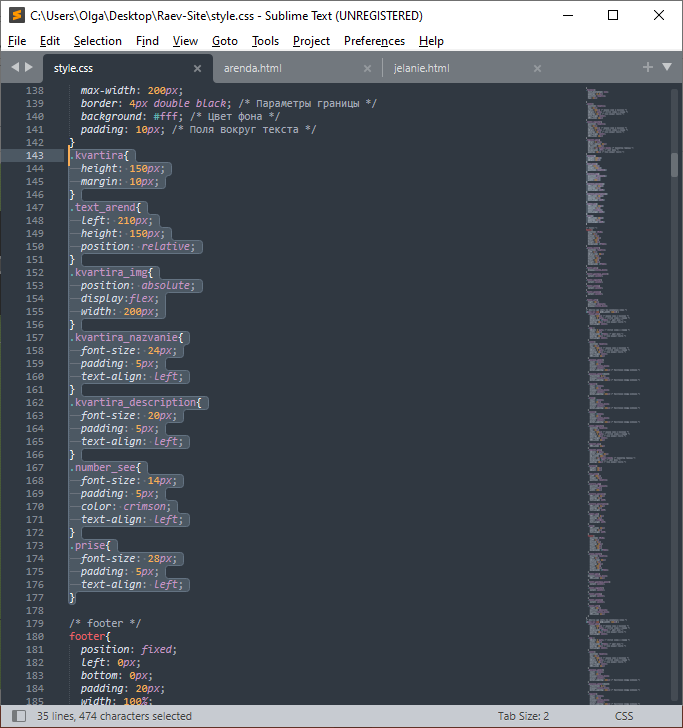 C:\Users\Olga\Desktop\Raev-Site\style.css - Sublime Text (UNREGISTERED)
File Edit Selection Find View Goto Tools Project Preferences Help
style.css arenda.html jelanie.html
138 max-width: 200px;
139 border: 4px double black; /* Параметры границы */
140 background: #fff; /* Цвет фона */
141 padding: 10px; /* Поля вокруг текста */
142 }
143 .kvartira{
144 height: 150px;
145 margin: 10px;
146 }
147 .text_arend{
148 left: 210px;
149 height: 150px;
150 position: relative;
151 }
152 .kvartira_img{
153 position: absolute;
154 display:flex;
155 width: 200px;
156 }
157 .kvartira_nazvanie{
158 font-size: 24px;
159 padding: 5px;
160 text-align: left;
161 }
162 .kvartira_description{
163 font-size: 20px;
164 padding: 5px;
165 text-align: left;
166 }
167 .number_see{
168 font-size: 14px;
169 padding: 5px;
170 color: crimson;
171 text-align: left;
172 }
173 .prise{
174 font-size: 28px;
175 padding: 5px;
176 text-align: left;
177 }
178
179 /* footer */
180 footer{
181 position: fixed;
182 left: 0px;
183 bottom: 0px;
184 padding: 20px;
185 width: 100%;
35 lines, 474 characters selected Tab Size: 2 CSS